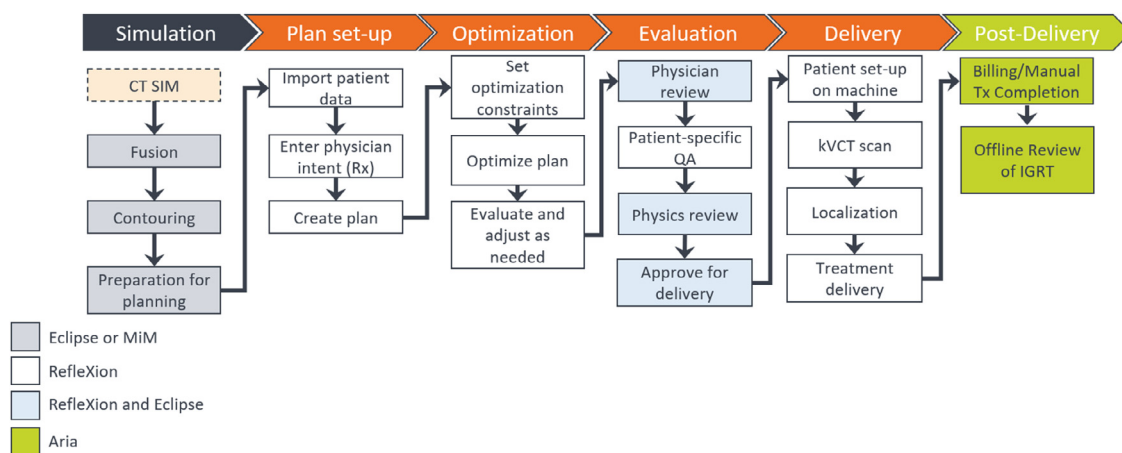 Simulation
Plan set-up
Optimization
Evaluation
Delivery
Post-Delivery
CT SIM
Fusion
Contouring
Preparation for
planning
Import patient
data
Enter physician
intent (Rx)
Create plan
Set
optimization
constraints
Optimize plan
Evaluate and
adjust as
needed
Physician
review
Patient-specific
QA
Physics review
Approve for
delivery
Patient set-up
on machine
kVCT scan
Localization
Treatment
delivery
Billing/Manual
Tx Completion
Offline Review
of IGRT
Eclipse or MiM
RefleXion
RefleXion and Eclipse
Aria